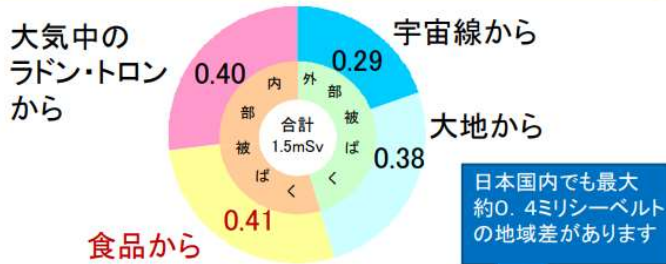 大気中の
ラドン・トロン
から
0.40
宇宙線から
0.29
内部被ばく
外部被ばく
合計
1.5mSv
大地から
0.38
0.41
食品から
日本国内でも最大
約0.4ミリシーベルト
の地域差があります